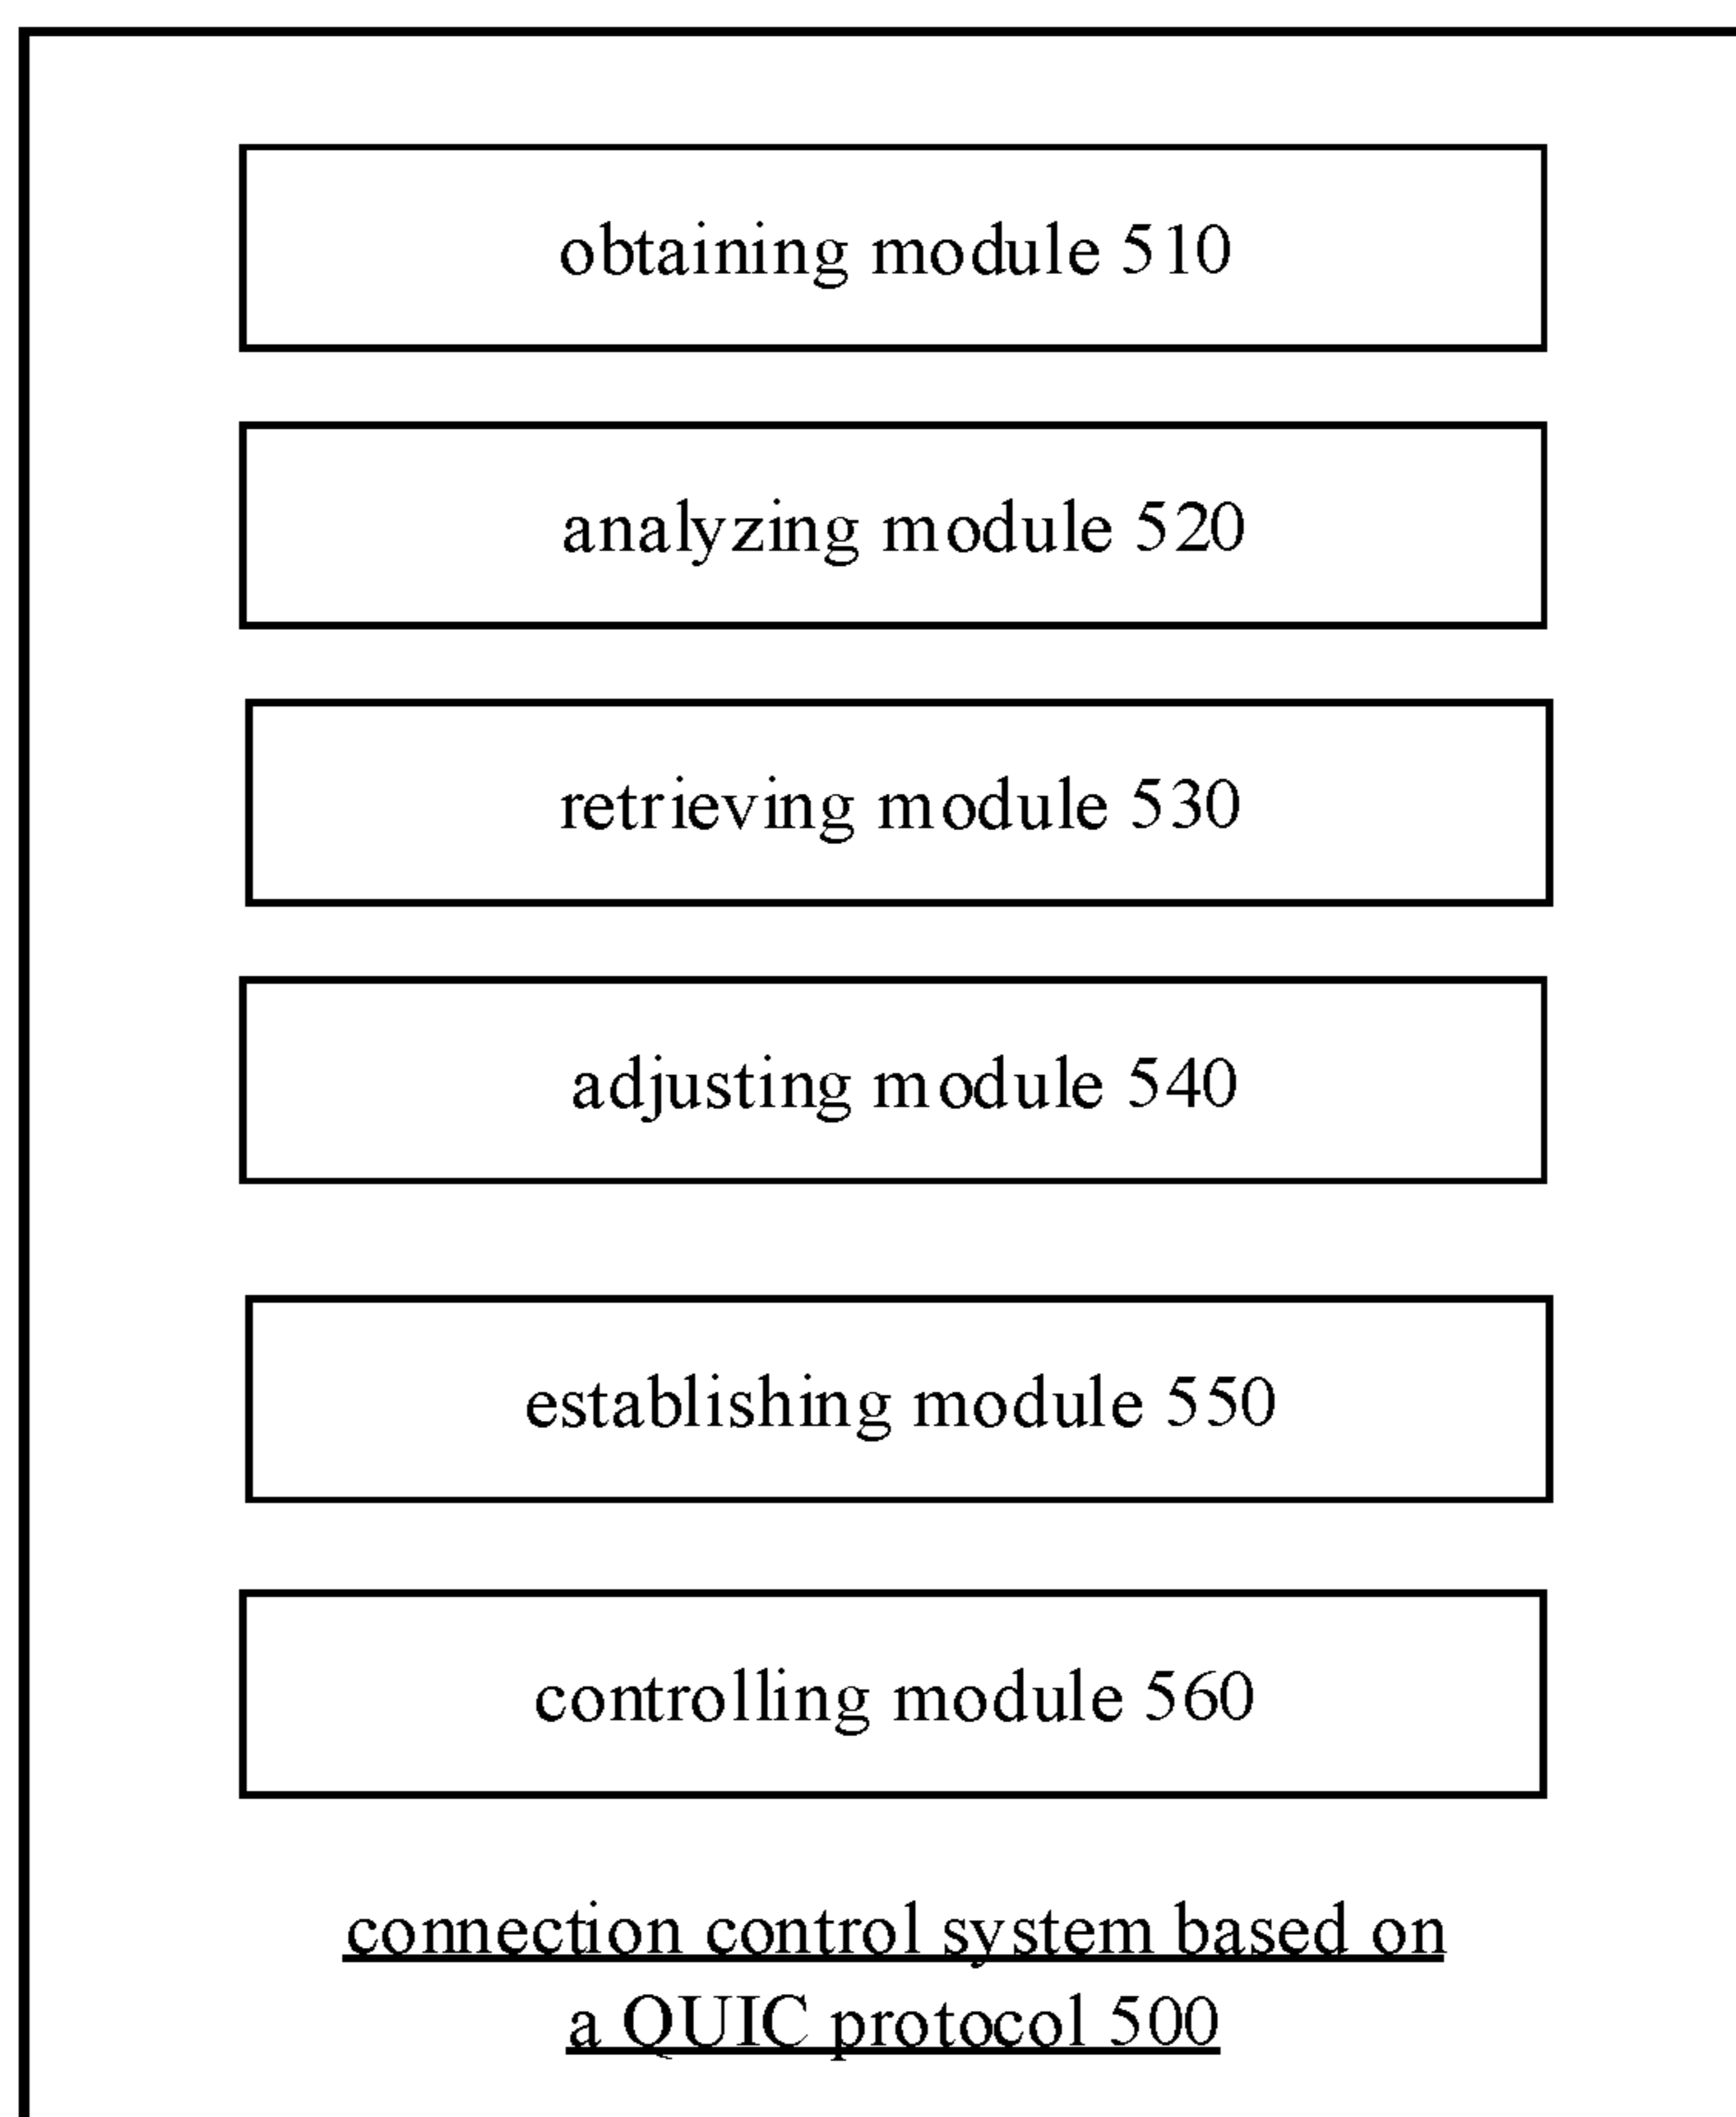 obtaining module 510
analyzing module 520
retrieving module 530
adjusting module 540
establishing module 550
controlling module 560
connection control system based on
a QUIC protocol 500